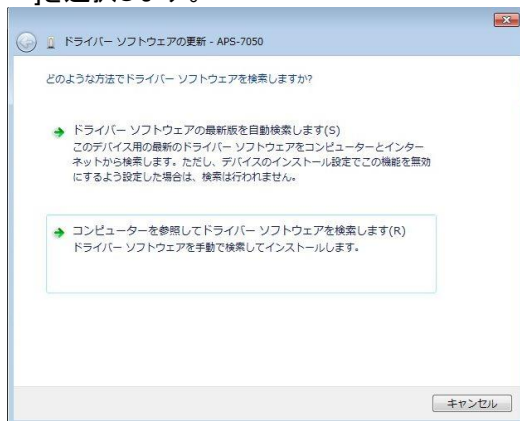 ]を選択します。
ドライバー ソフトウェアの更新 - APS-7050
どのような方法でドライバー ソフトウェアを検索しますか?
ドライバー ソフトウェアの最新版を自動検索します(S)
このデバイス用の最新のドライバー ソフトウェアをコンピューターとインター
ネットから検索します。ただし、デバイスのインストール設定でこの機能を無効
にするよう設定した場合は、検索は行われません。
コンピューターを参照してドライバー ソフトウェアを検索します(R)
ドライバー ソフトウェアを手動で検索してインストールします。
キャンセル